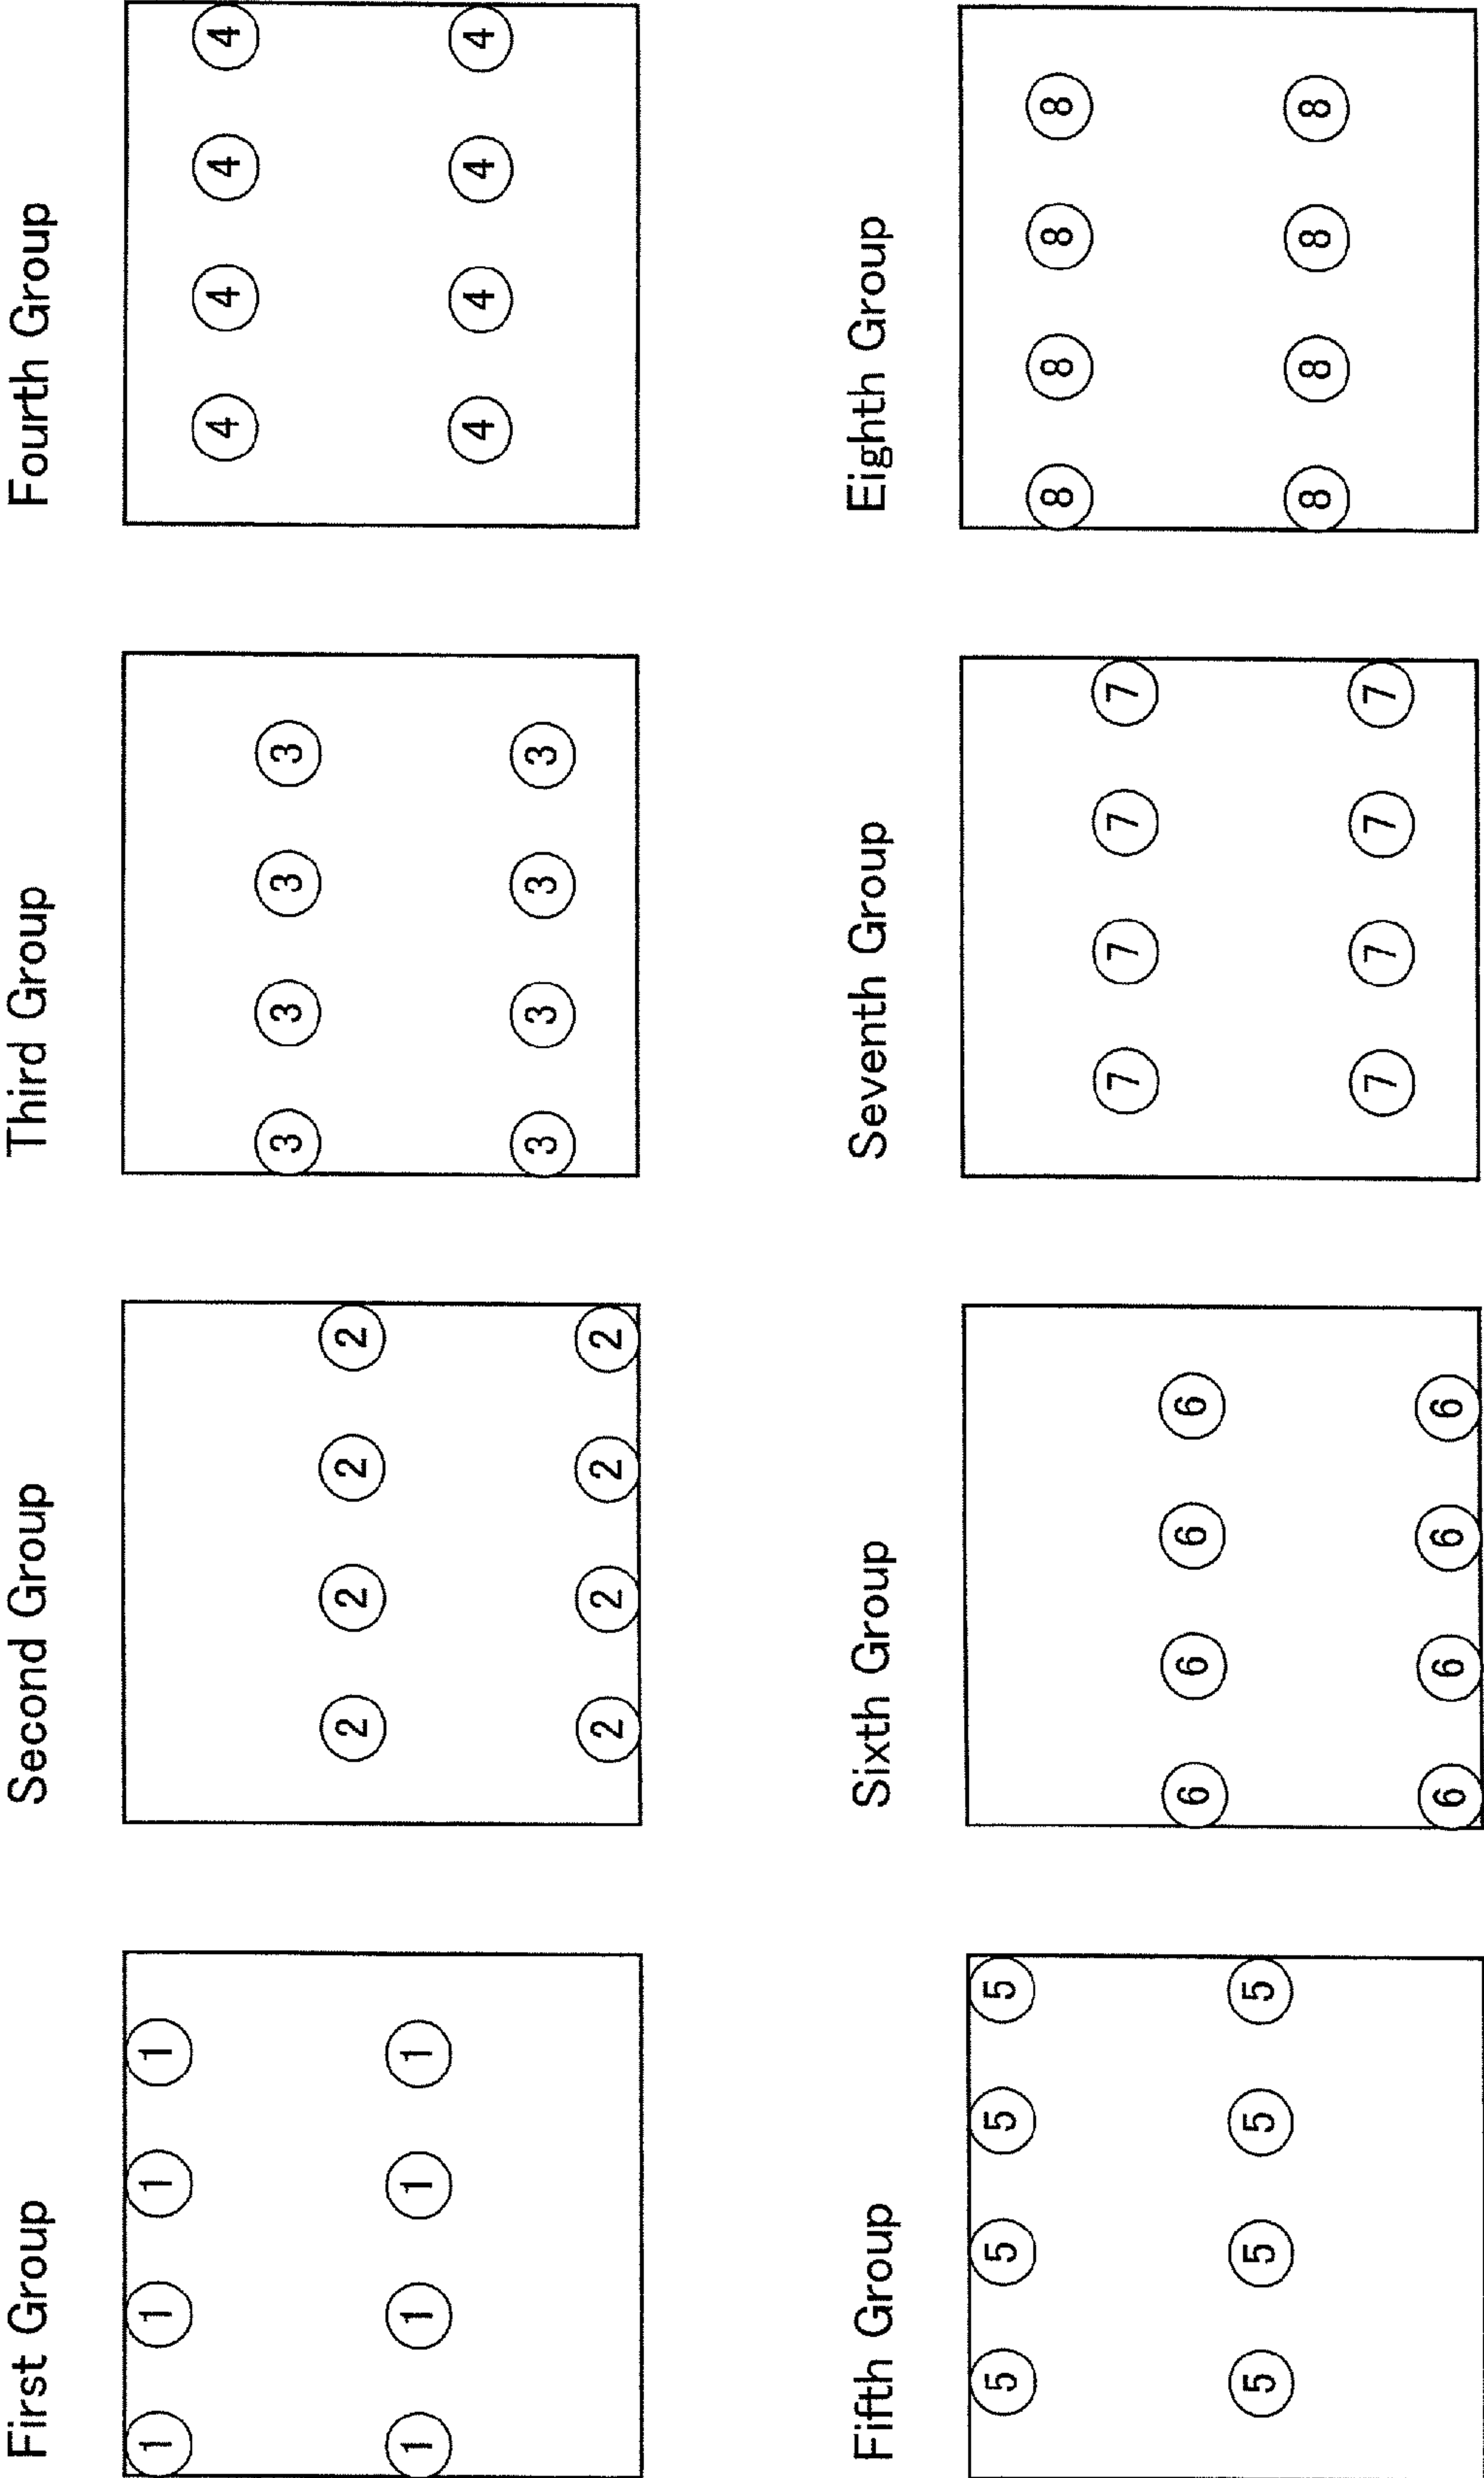 First Group
1 1 1 1
1 1 1 1
Second Group
2 2 2 2
2 2 2 2
Third Group
3 3 3 3
3 3 3 3
Fourth Group
4 4 4 4
4 4 4 4
Fifth Group
5 5 5 5
5 5 5 5
Sixth Group
6 6 6 6
6 6 6 6
Seventh Group
7 7 7 7
7 7 7 7
Eighth Group
8 8 8 8
8 8 8 8